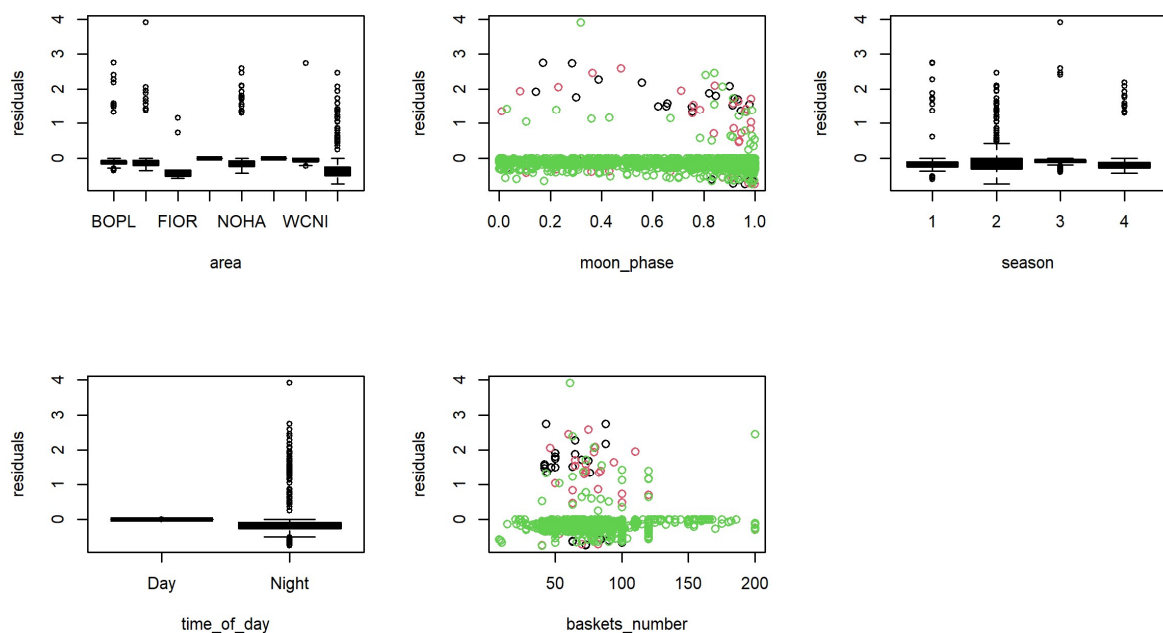 residuals
4
3
2
1
0
BOPL FIOR NOHA WCNI
area
residuals
4
3
2
1
0
0.0 0.2 0.4 0.6 0.8 1.0
moon_phase
residuals
4
3
2
1
0
1 2 3 4
season
residuals
4
3
2
1
0
Day Night
time_of_day
residuals
4
3
2
1
0
50 100 150 200
baskets_number